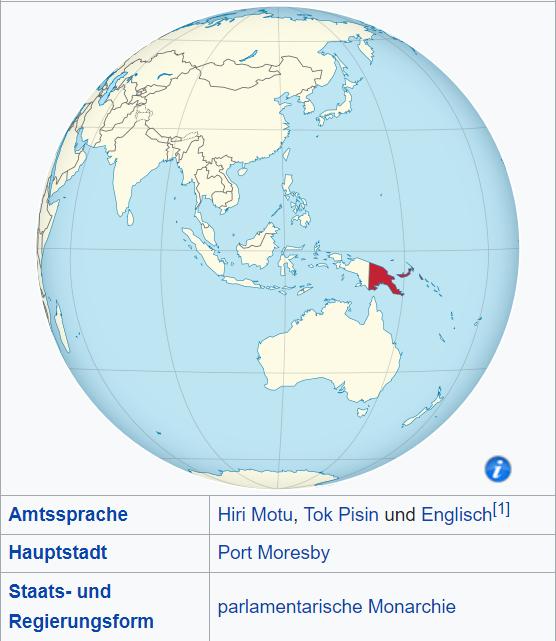 i
Amtssprache
Hiri Motu, Tok Pisin und Englisch[1]
Hauptstadt
Port Moresby
Staats- und
Regierungsform
parlamentarische Monarchie